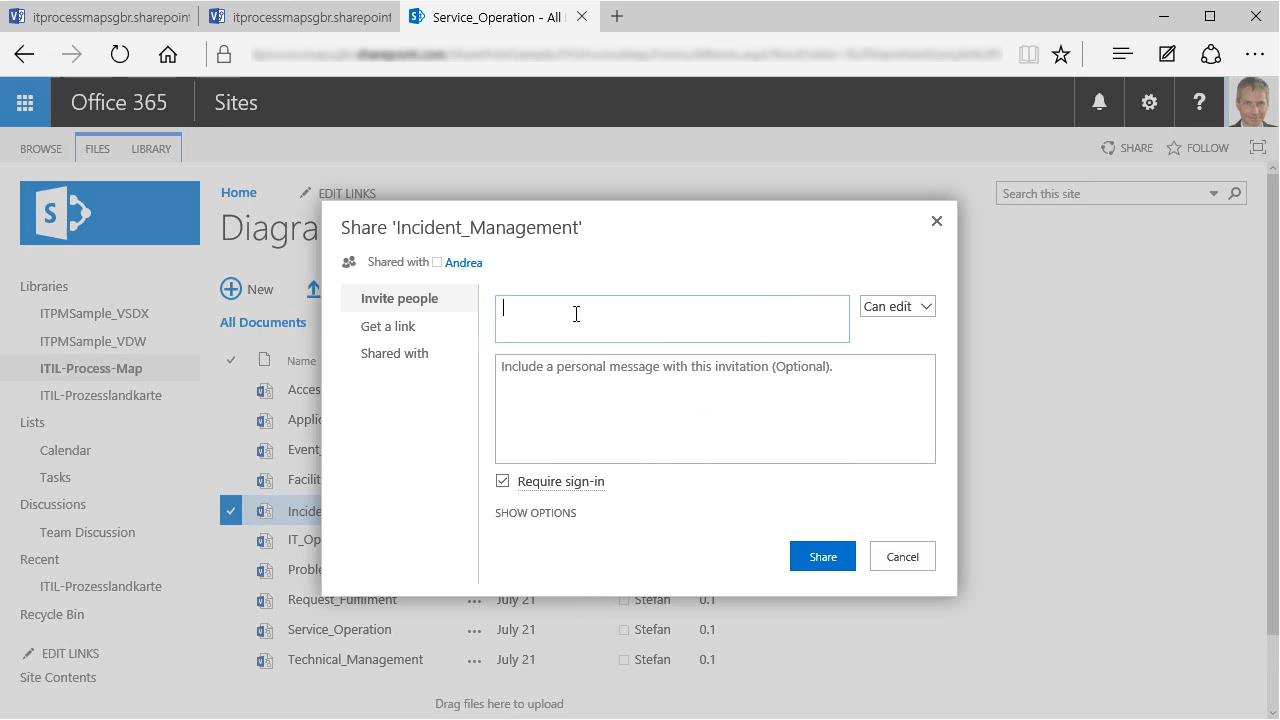 itprocessmapsgbr.sharepoint
itprocessmapsgbr.sharepoint
Service_Operation - All
Office 365
Sites
?
BROWSE
FILES
LIBRARY
SHARE
FOLLOW
S
Home
EDIT LINKS
Search this site
Diagra
Share 'Incident_Management'
Shared with Andrea
Libraries
New
Invite people
Can edit
ITPMSample_VSDX
All Documents
Get a link
ITPMSample_VDW
Shared with
Include a personal message with this invitation (Optional).
ITIL-Process-Map
Name
ITIL-Prozesslandkarte
Acces
Lists
Applic
Calendar
Event_
Tasks
Facilit
Require sign-in
Discussions
Incide
SHOW OPTIONS
Team Discussion
IT_Op
Recent
Proble
Share
Cancel
ITIL-Prozesslandkarte
Request_Fulfilment ... July 21 Stefan 0.1
Recycle Bin
Service_Operation ... July 21 Stefan 0.1
EDIT LINKS
Technical_Management ... July 21 Stefan 0.1
Site Contents
Drag files here to upload